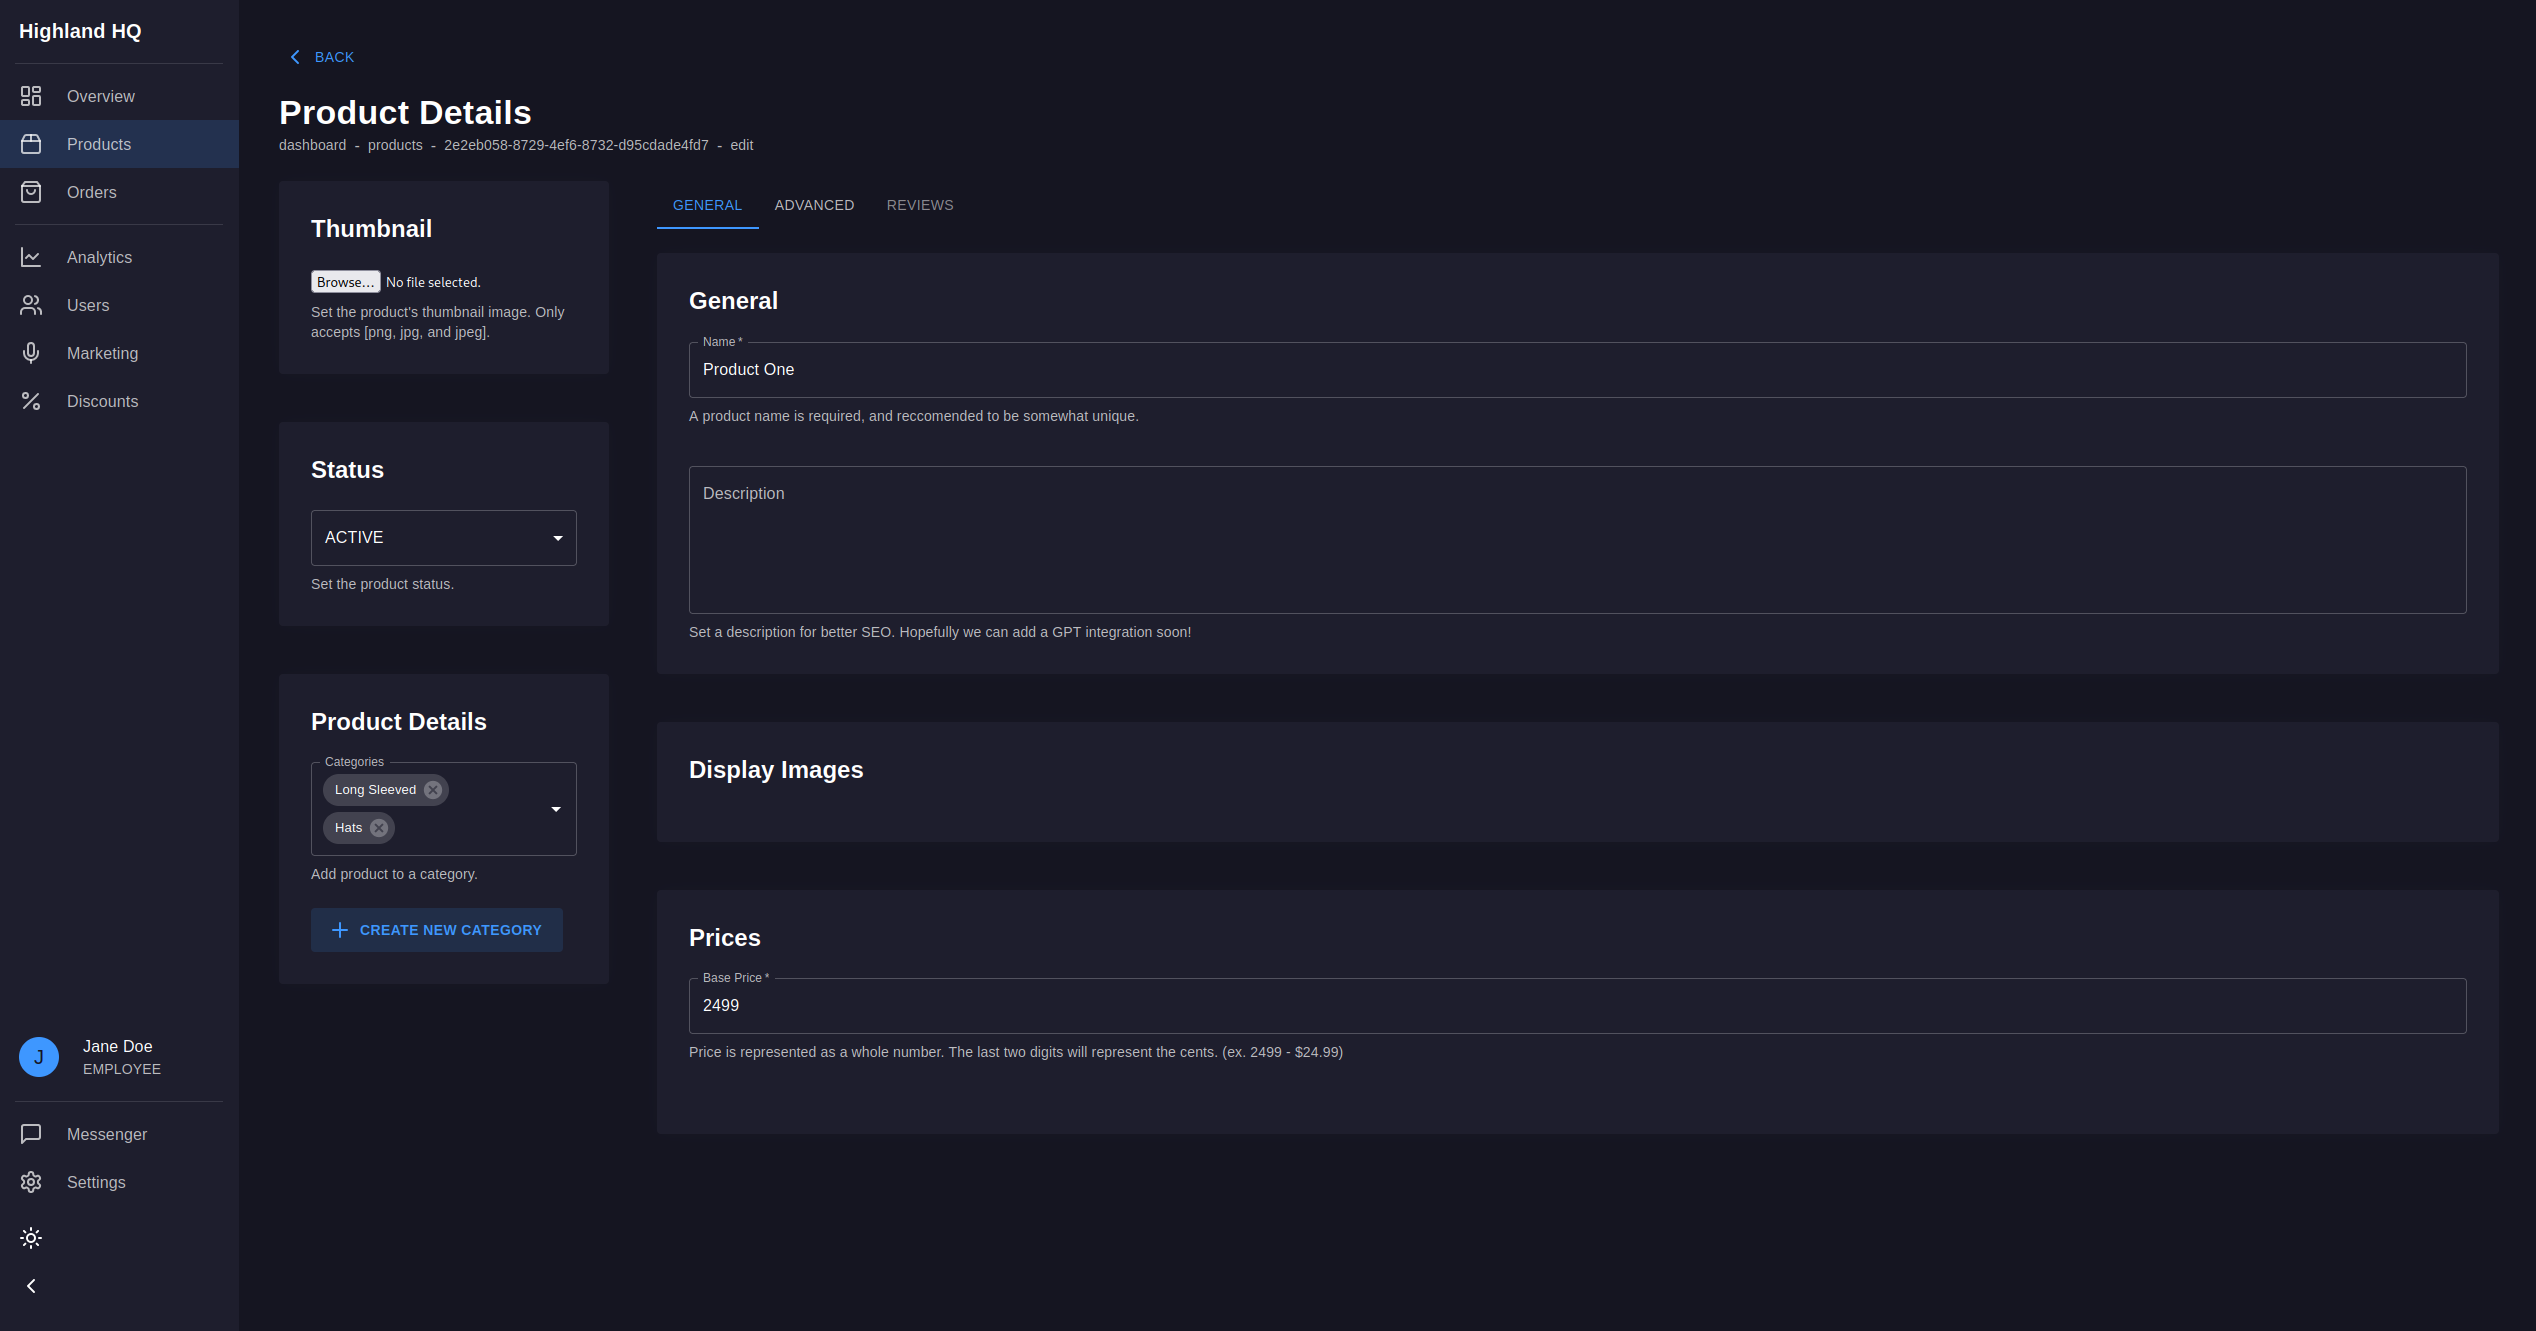 Highland HQ
Overview
Products
Orders
Analytics
Users
Marketing
Discounts
J
Jane Doe
EMPLOYEE
Messenger
Settings
BACK
Product Details
dashboard - products - 2e2eb058-8729-4ef6-8732-d95cdade4fd7 - edit
Thumbnail
Browse... No file selected.
Set the product's thumbnail image. Only
accepts [png, jpg, and jpeg].
Status
ACTIVE
Set the product status.
Product Details
Categories
Long Sleeved
Hats
Add product to a category.
CREATE NEW CATEGORY
GENERAL ADVANCED REVIEWS
General
Name *
Product One
A product name is required, and reccomended to be somewhat unique.
Description
Set a description for better SEO. Hopefully we can add a GPT integration soon!
Display Images
Prices
Base Price *
2499
Price is represented as a whole number. The last two digits will represent the cents. (ex. 2499 - $24.99)